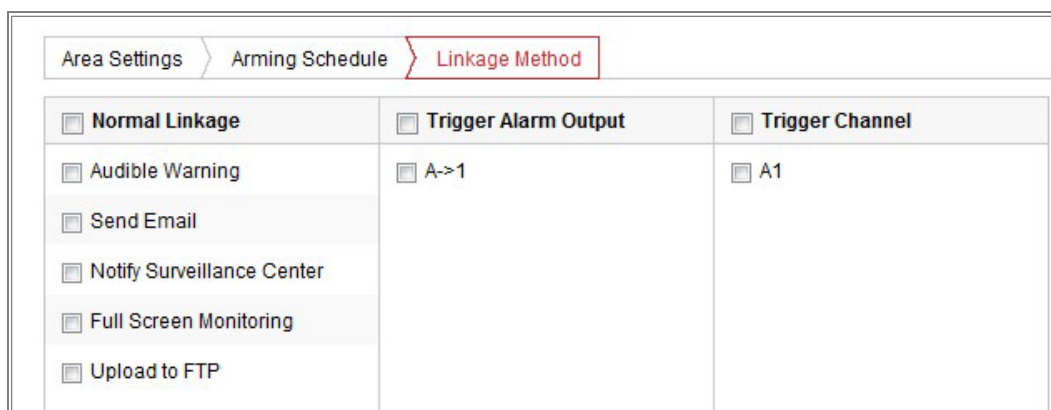 Area Settings Arming Schedule Linkage Method
Normal Linkage Trigger Alarm Output Trigger Channel
Audible Warning A->1 A1
Send Email
Notify Surveillance Center
Full Screen Monitoring
Upload to FTP